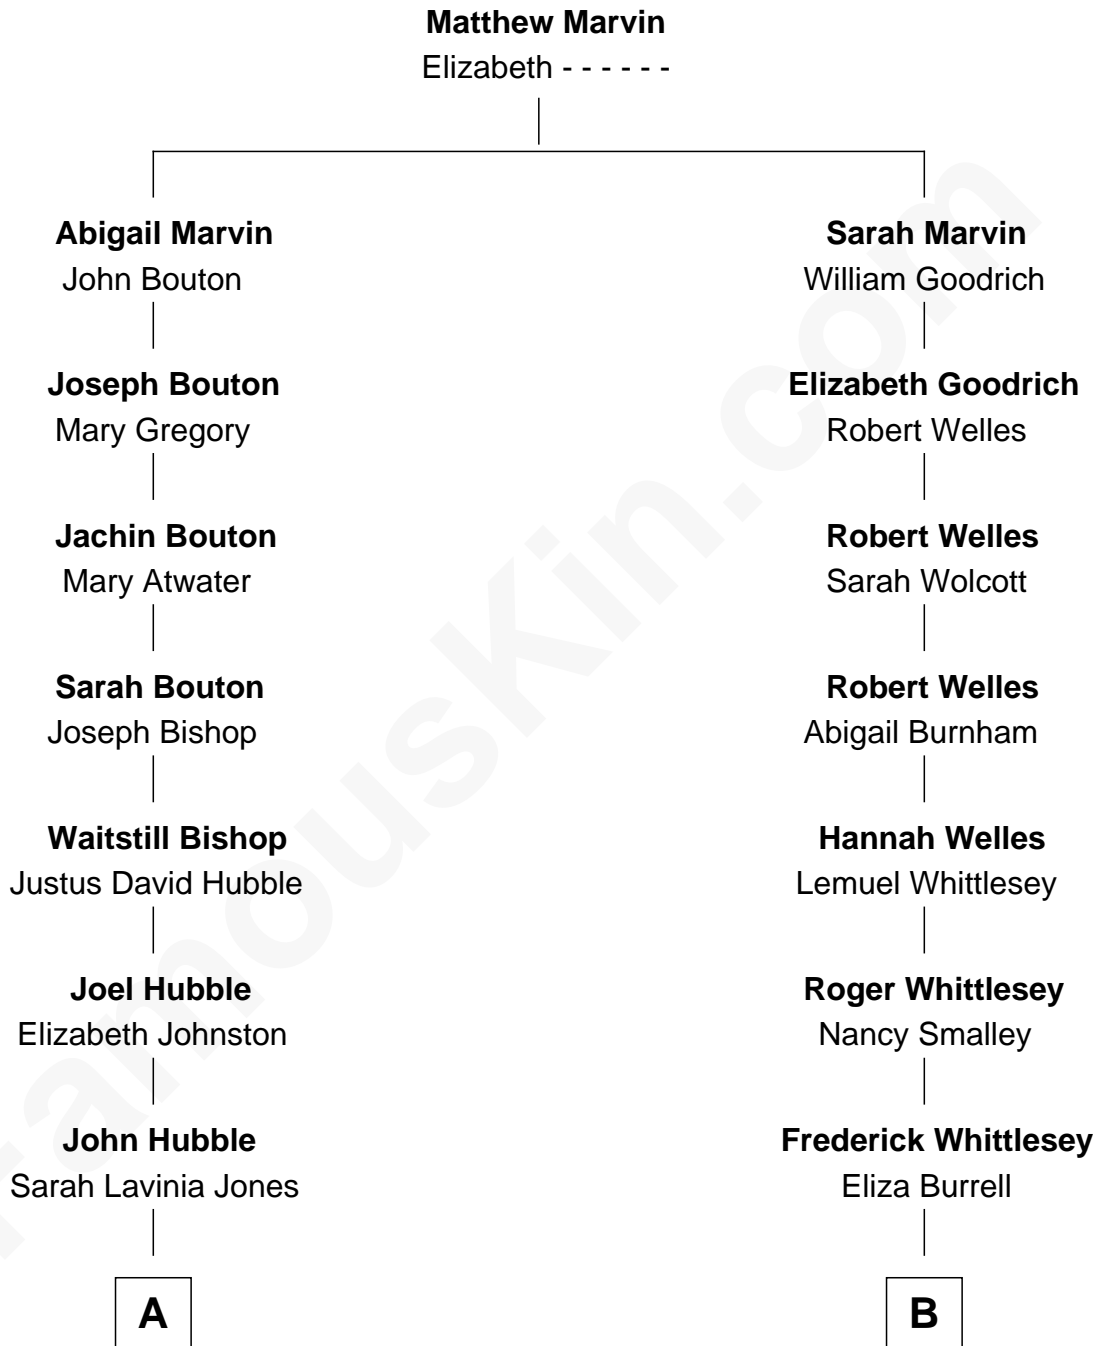 Matthew Marvin
Elizabeth - - - - - -
Abigail Marvin
John Bouton
Sarah Marvin
William Goodrich
Joseph Bouton
Mary Gregory
Elizabeth Goodrich
Robert Welles
Jachin Bouton
Mary Atwater
Robert Welles
Sarah Wolcott
Sarah Bouton
Joseph Bishop
Robert Welles
Abigail Burnham
Waitstill Bishop
Justus David Hubble
Hannah Welles
Lemuel Whittlesey
Joel Hubble
Elizabeth Johnston
Roger Whittlesey
Nancy Smalley
John Hubble
Sarah Lavinia Jones
Frederick Whittlesey
Eliza Burrell
A
B
FamousKin.com